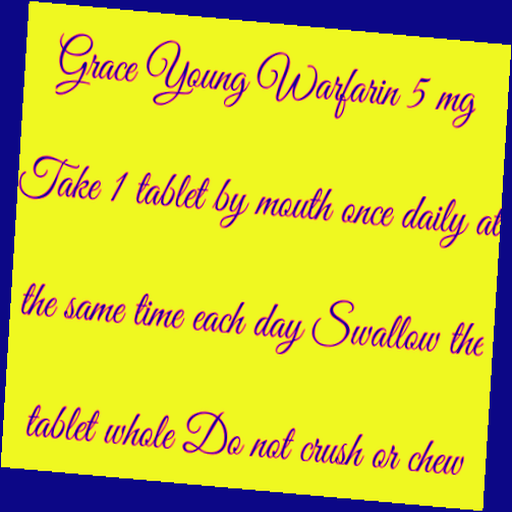 Grace Young Warfarin 5 mg
Take 1 tablet by mouth once daily at
the same time each day Swallow the
tablet whole Do not crush or chew